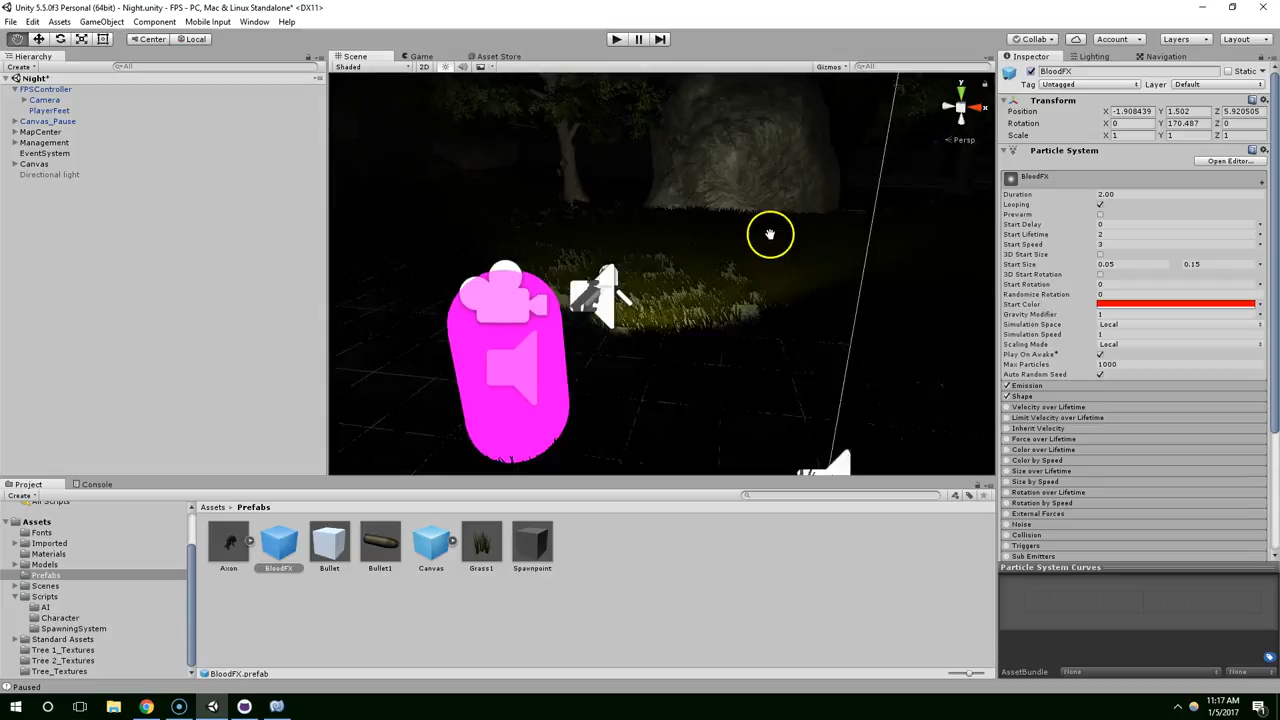 Unity 5.5.0f3 Personal (64bit) - Night.unity - FPS - PC, Mac & Linux Standalone* <DX11>
File Edit Assets GameObject Component Mobile Input Window Help
Center Local Collab Account Layers Layout
Hierarchy Scene Game Asset Store Inspector Lighting Navigation
Create All Shaded 2D Gizmos All BloodFX Static
Night*
Tag Untagged Layer Default
FPSController
Camera
PlayerFeet
Canvas_Pause
MapCenter
Management
EventSystem
Canvas
Directional light
y
x
Persp
Transform
Position X -1.908439 Y 1.502 Z 5.920505
Rotation X 0 Y 170.487 Z 0
Scale X 1 Y 1 Z 1
Particle System
Open Editor...
BloodFX
Duration 2.00
Looping
Prewarm
Start Delay 0
Start Lifetime 2
Start Speed 3
3D Start Size
Start Size 0.05 0.15
3D Start Rotation
Start Rotation 0
Randomize Rotation 0
Start Color
Gravity Modifier 1
Simulation Space Local
Simulation Speed 1
Scaling Mode Local
Play On Awake*
Max Particles 1000
Auto Random Seed
Emission
Shape
Velocity over Lifetime
Limit Velocity over Lifetime
Inherit Velocity
Force over Lifetime
Color over Lifetime
Color by Speed
Size over Lifetime
Size by Speed
Rotation over Lifetime
Rotation by Speed
External Forces
Noise
Collision
Triggers
Sub Emitters
Particle System Curves
AssetBundle None None
Project Console
Create
All Scripts
Assets
Fonts
Imported
Materials
Models
Prefabs
Scenes
Scripts
AI
Character
SpawningSystem
Standard Assets
Tree 1_Textures
Tree 2_Textures
Tree_Textures
Assets Prefabs
Axon BloodFX Bullet Bullet1 Canvas Grass1 Spawnpoint
BloodFX.prefab
Paused
11:17 AM
1/5/2017